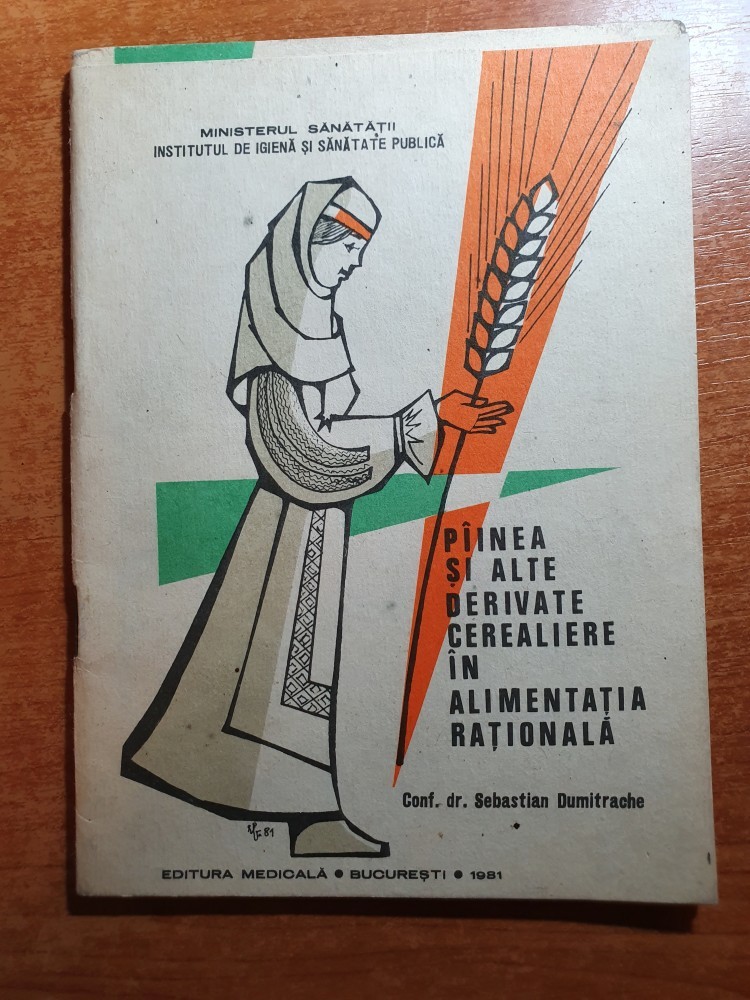 MINISTERUL SĂNĂTĂȚII
INSTITUTUL DE IGIENĂ ȘI SĂNĂTATE PUBLICĂ
PÎINEA
ȘI ALTE
DERIVATE
CEREALIERE
ÎN
ALIMENTAȚIA
RAȚIONALĂ
Conf. dr. Sebastian Dumitrache
81
EDITURA MEDICALĂ ● BUCUREȘTI ● 1981